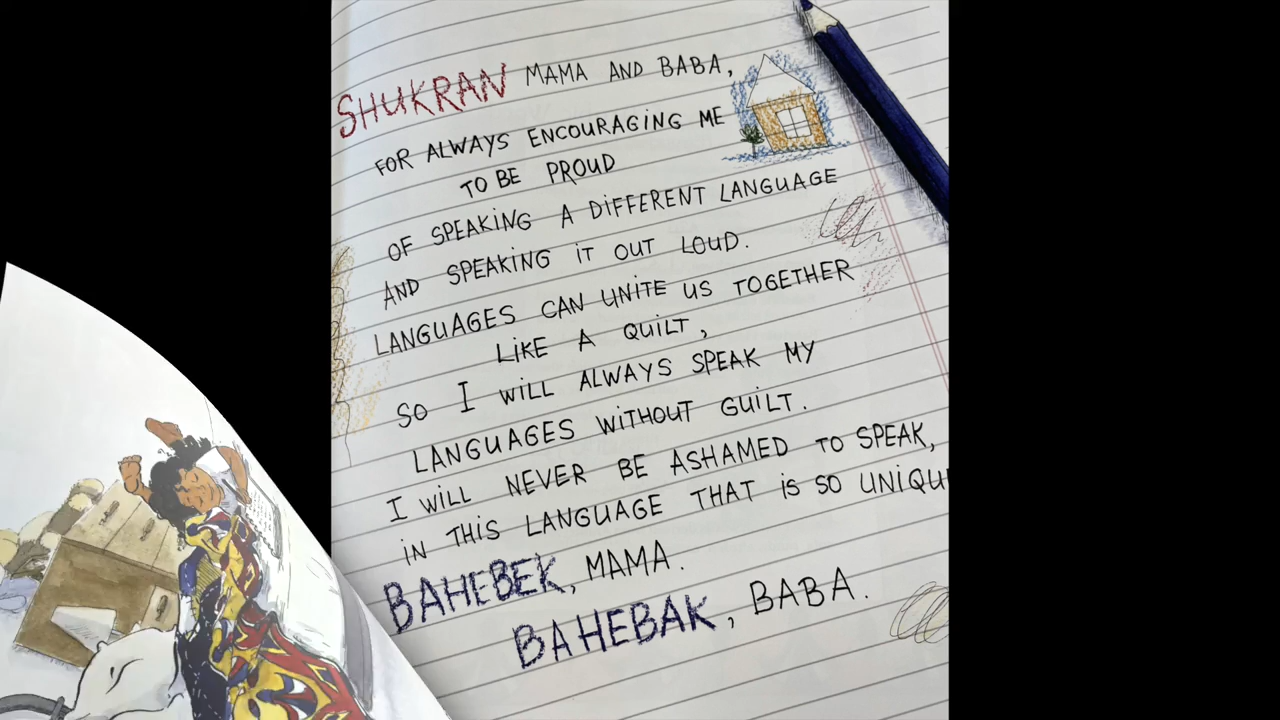 SHUKRAN MAMA AND BABA,
FOR ALWAYS ENCOURAGING ME
TO BE PROUD
OF SPEAKING A DIFFERENT LANGUAGE
AND SPEAKING IT OUT LOUD.
LANGUAGES CAN UNITE US TOGETHER
LIKE A QUILT,
SO I WILL ALWAYS SPEAK MY
LANGUAGES WITHOUT GUILT.
I WILL NEVER BE ASHAMED TO SPEAK,
IN THIS LANGUAGE THAT IS SO UNIQU
BAHEBEK, MAMA.
BAHEBAK, BABA.